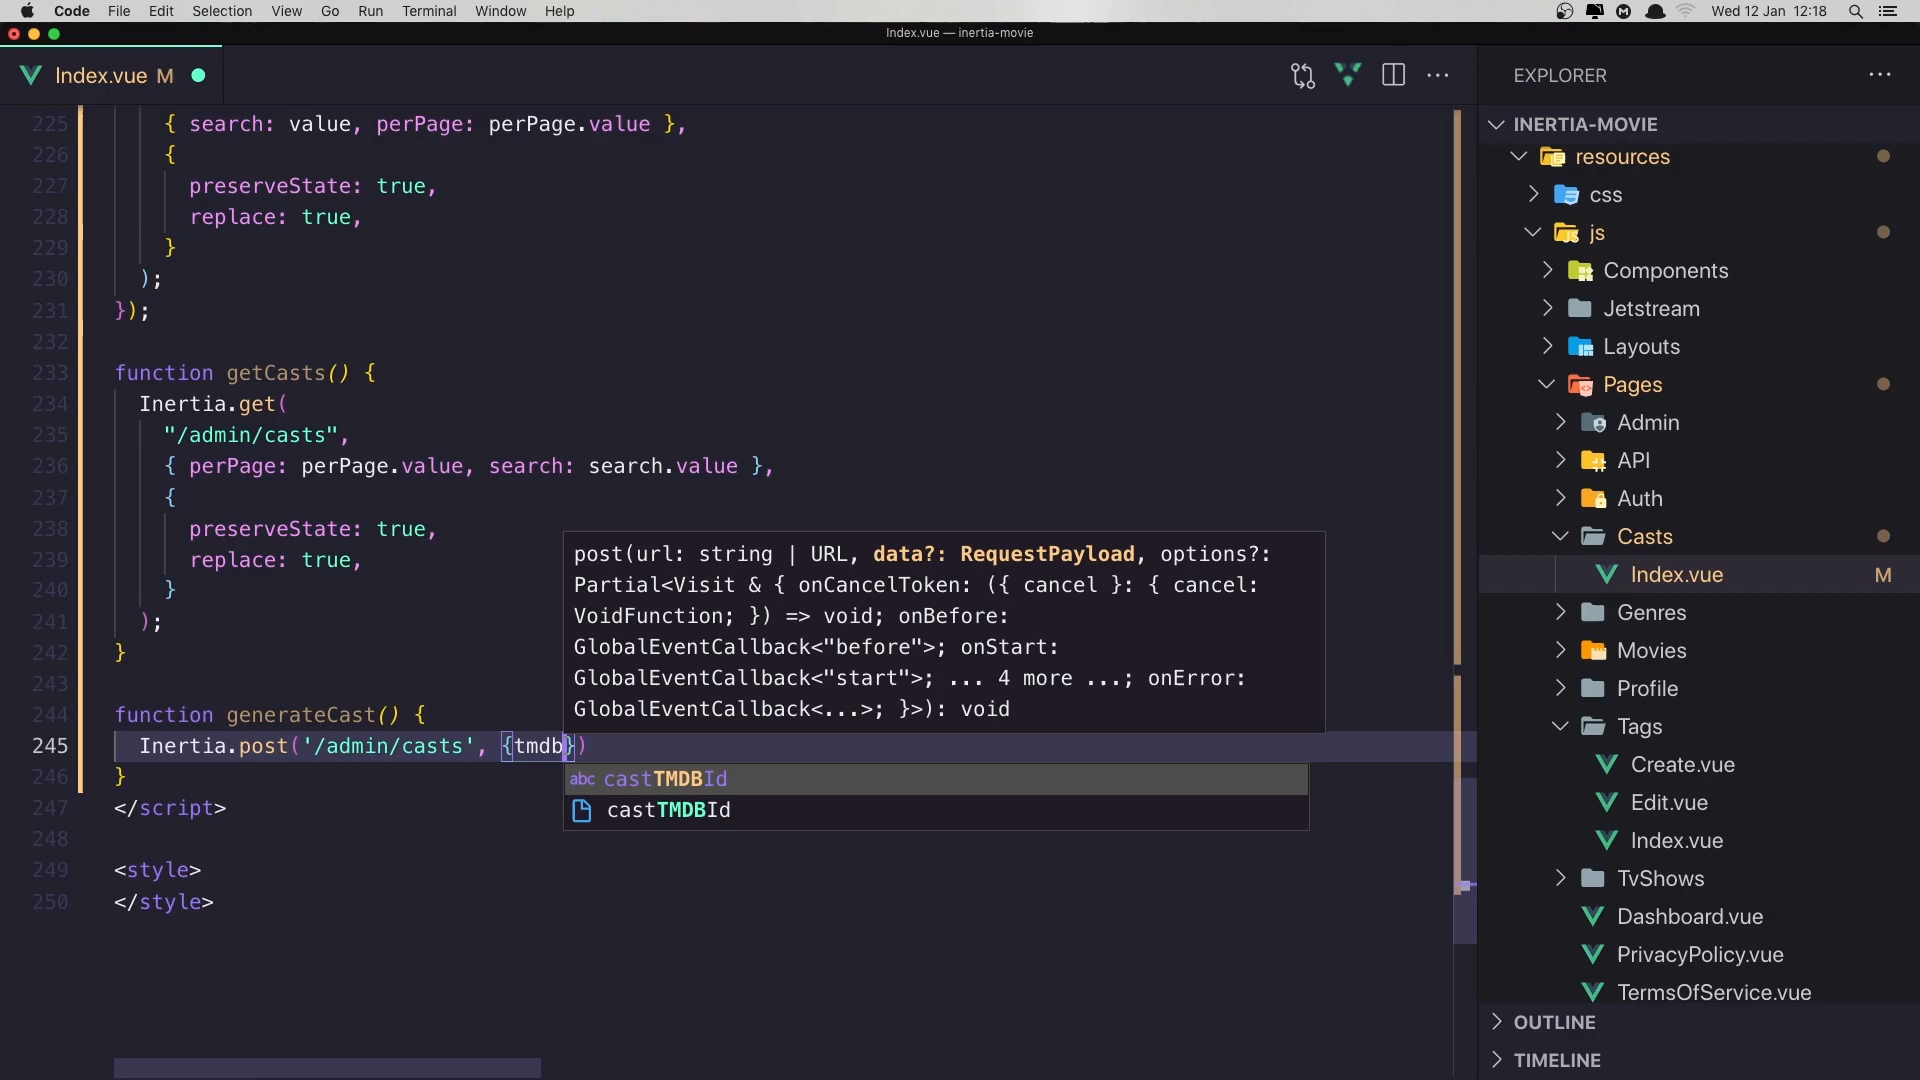 Code File Edit Selection View Go Run Terminal Window Help Wed 12 Jan 12:18
Index.vue — inertia-movie
Index.vue M
225 { search: value, perPage: perPage.value },
226 {
227 preserveState: true,
228 replace: true,
229 }
230 );
231 });
232
233 function getCasts() {
234 Inertia.get(
235 "/admin/casts",
236 { perPage: perPage.value, search: search.value },
237 {
238 preserveState: true,
239 replace: true,
240 }
241 );
242 }
243
244 function generateCast() {
245 Inertia.post('/admin/casts', {tmdb})
246 }
247 </script>
248
249 <style>
250 </style>
post(url: string | URL, data?: RequestPayload, options?:
Partial<Visit & { onCancelToken: ({ cancel }: { cancel:
VoidFunction; }) => void; onBefore:
GlobalEventCallback<"before">; onStart:
GlobalEventCallback<"start">; ... 4 more ...; onError:
GlobalEventCallback<...>; }>): void
abc castTMDBId
castTMDBId
EXPLORER
INERTIA-MOVIE
resources
css
js
Components
Jetstream
Layouts
Pages
Admin
API
Auth
Casts
Index.vue M
Genres
Movies
Profile
Tags
Create.vue
Edit.vue
Index.vue
TvShows
Dashboard.vue
PrivacyPolicy.vue
TermsOfService.vue
OUTLINE
TIMELINE